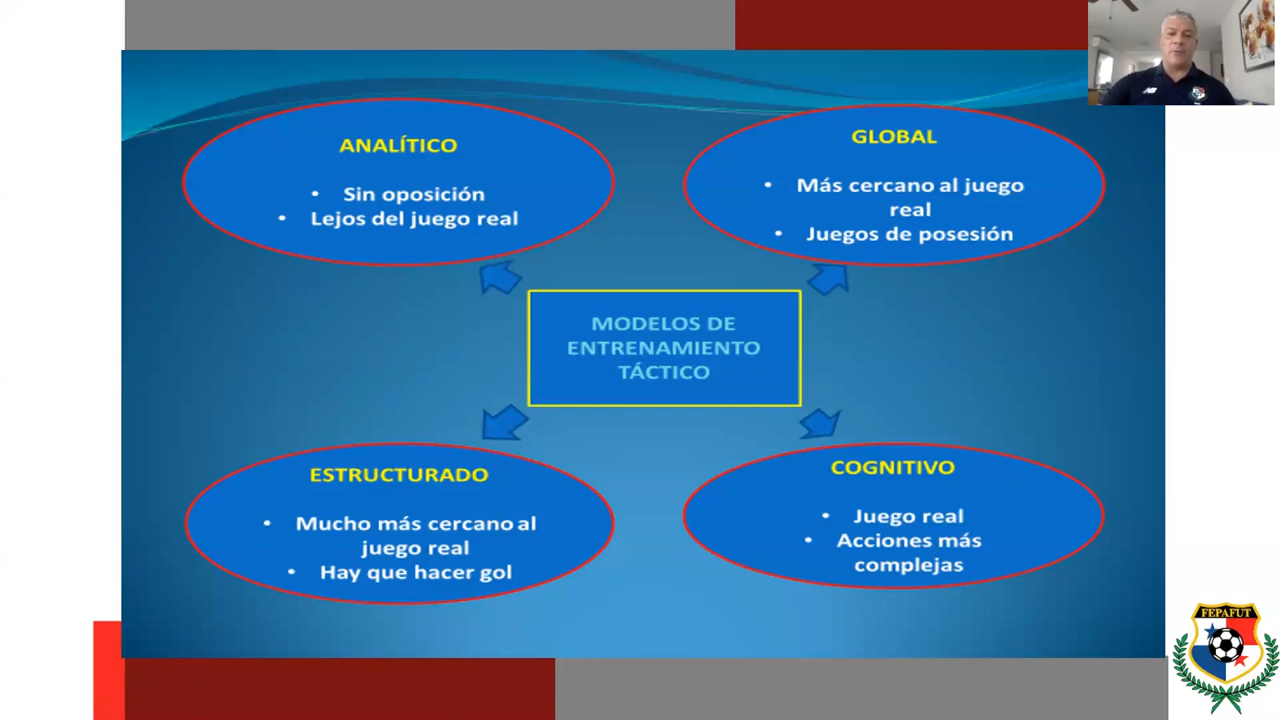 ANALÍTICO
• Sin oposición
• Lejos del juego real
GLOBAL
• Más cercano al juego
real
• Juegos de posesión
MODELOS DE
ENTRENAMIENTO
TÁCTICO
ESTRUCTURADO
• Mucho más cercano al
juego real
• Hay que hacer gol
COGNITIVO
• Juego real
• Acciones más
complejas
FEPAFUT